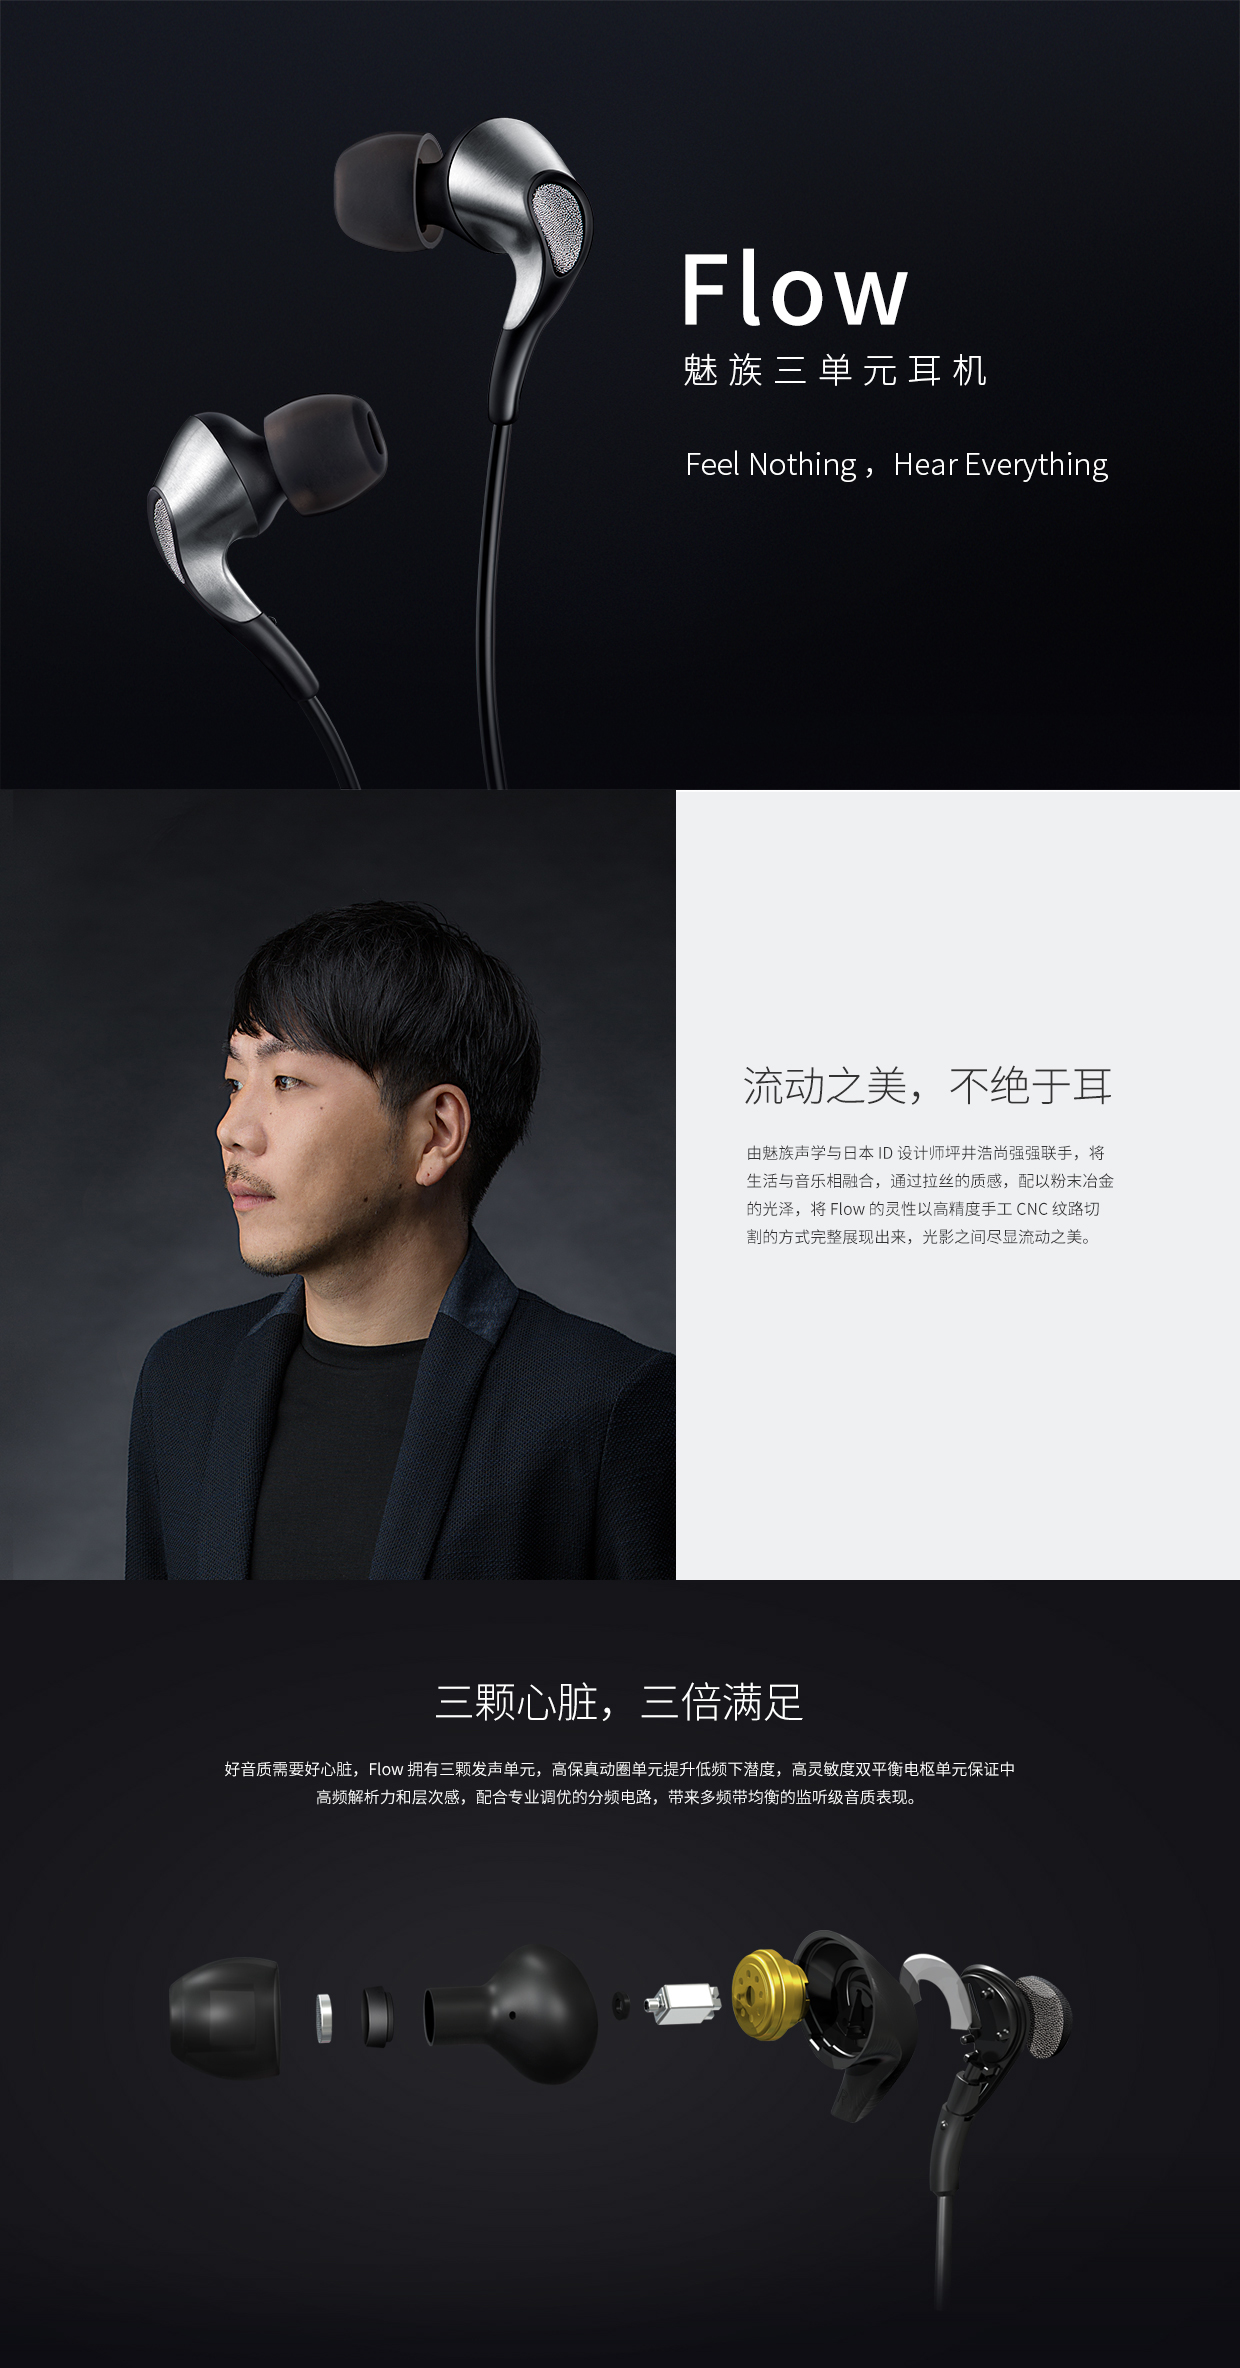 Flow
魅族三单元耳机
Feel Nothing，Hear Everything
流动之美，不绝于耳
由魅族声学与日本 ID 设计师坪井浩尚强强联手，将
生活与音乐相融合，通过拉丝的质感，配以粉末冶金
的光泽，将 Flow 的灵性以高精度手工 CNC 纹路切
割的方式完整展现出来，光影之间尽显流动之美。
三颗心脏，三倍满足
好音质需要好心脏，Flow 拥有三颗发声单元，高保真动圈单元提升低频下潜度，高灵敏度双平衡电枢单元保证中
高频解析力和层次感，配合专业调优的分频电路，带来多频带均衡的监听级音质表现。